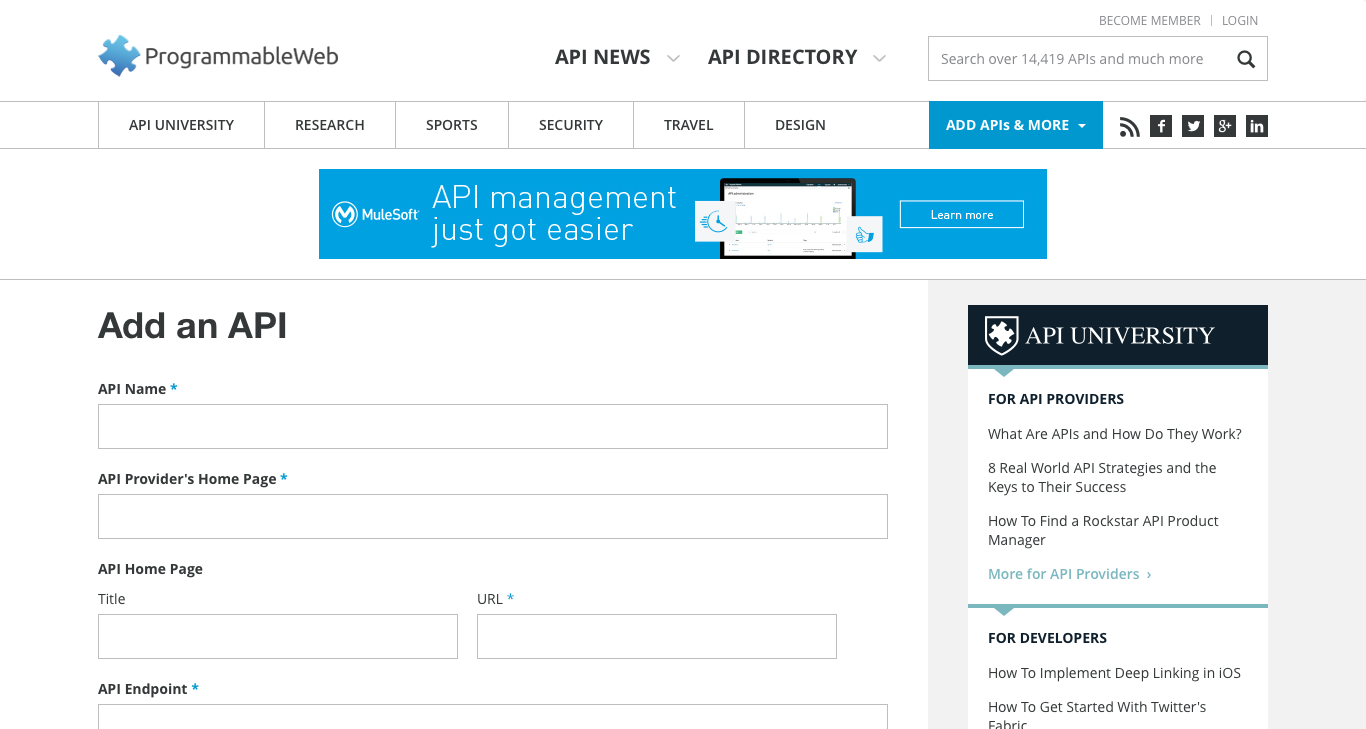 BECOME MEMBER
LOGIN
ProgrammableWeb
API NEWS
API DIRECTORY
Search over 14,419 APIs and much more
API UNIVERSITY
RESEARCH
SPORTS
SECURITY
TRAVEL
DESIGN
ADD APIs & MORE
MuleSoft
API management
just got easier
Learn more
Add an API
API Name *
API Provider's Home Page *
API Home Page
Title
URL *
API Endpoint *
API UNIVERSITY
FOR API PROVIDERS
What Are APIs and How Do They Work?
8 Real World API Strategies and the
Keys to Their Success
How To Find a Rockstar API Product
Manager
More for API Providers ›
FOR DEVELOPERS
How To Implement Deep Linking in iOS
How To Get Started With Twitter's
Fabric